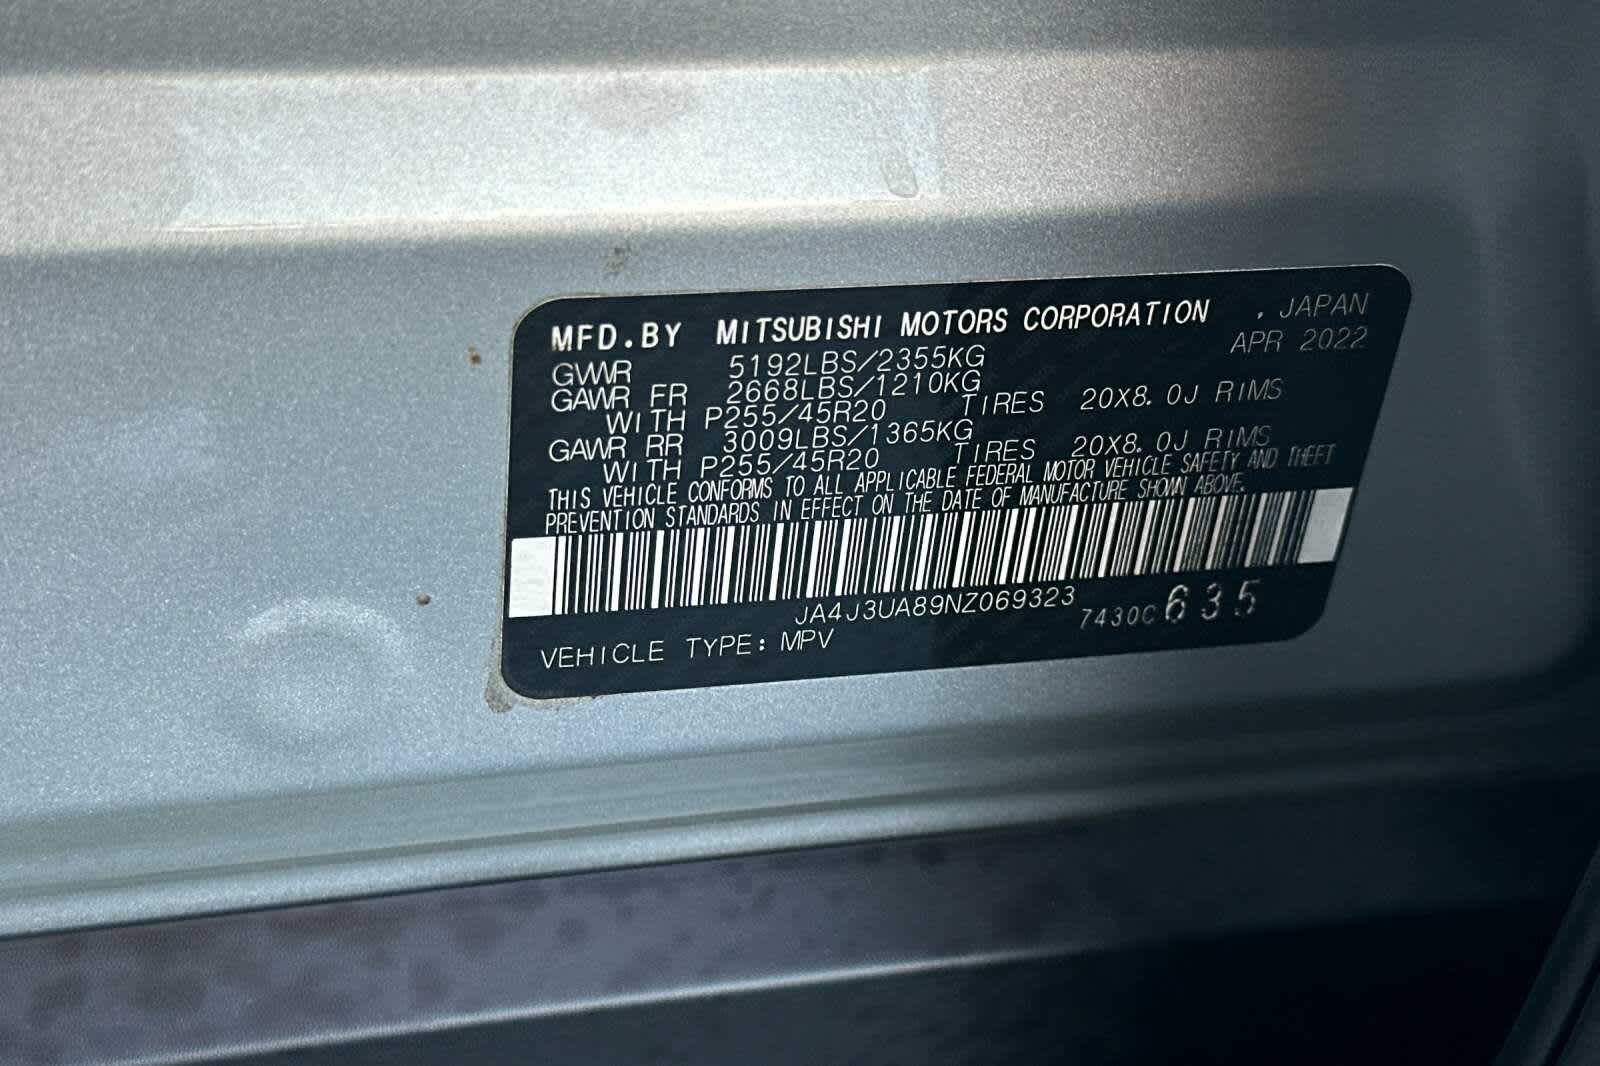 MFD.BY MITSUBISHI MOTORS CORPORATION , JAPAN
APR 2022
GVWR 5192LBS/2355KG
GAWR FR 2668LBS/1210KG
WITH P255/45R20 TIRES 20X8.0J RIMS
GAWR RR 3009LBS/1365KG
WITH P255/45R20 TIRES 20X8.0J RIMS
THIS VEHICLE CONFORMS TO ALL APPLICABLE FEDERAL MOTOR VEHICLE SAFETY AND THEFT
PREVENTION STANDARDS IN EFFECT ON THE DATE OF MANUFACTURE SHOWN ABOVE.
JA4J3UA89NZ069323 7430C 635
VEHICLE TYPE: MPV